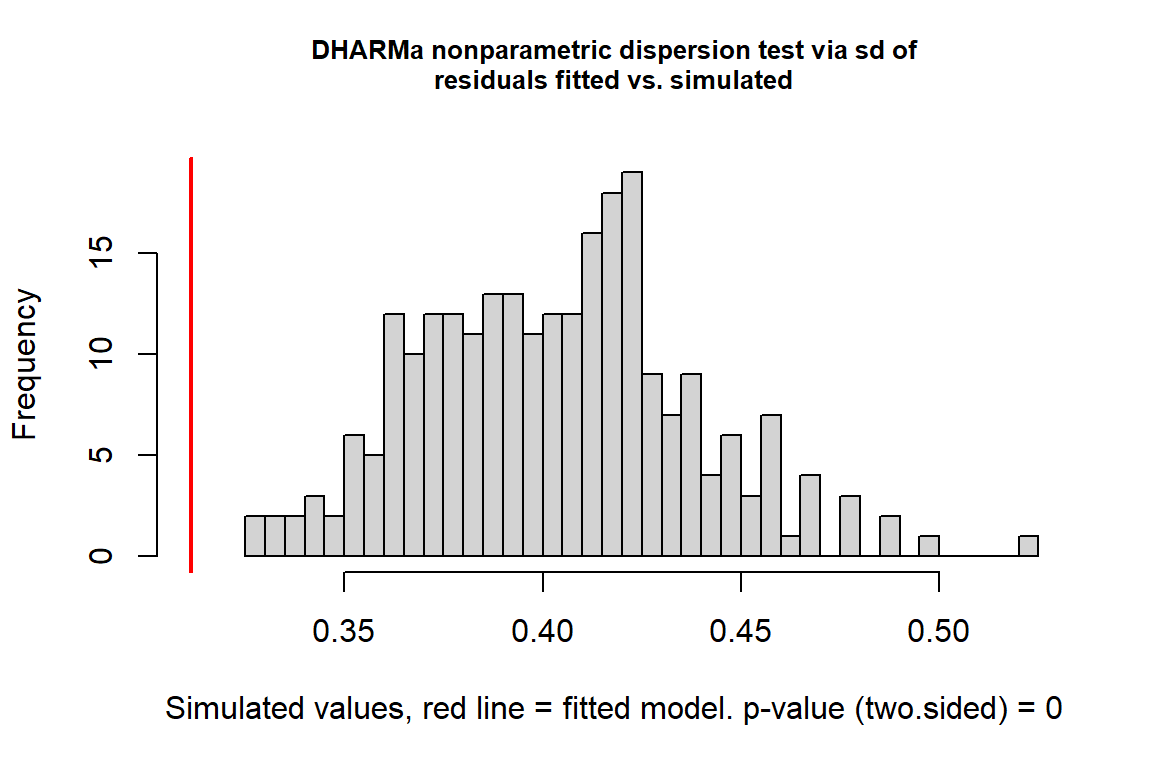 DHARMa nonparametric dispersion test via sd of
residuals fitted vs. simulated
Frequency
15
10
5
0
0.35 0.40 0.45 0.50
Simulated values, red line = fitted model. p-value (two.sided) = 0